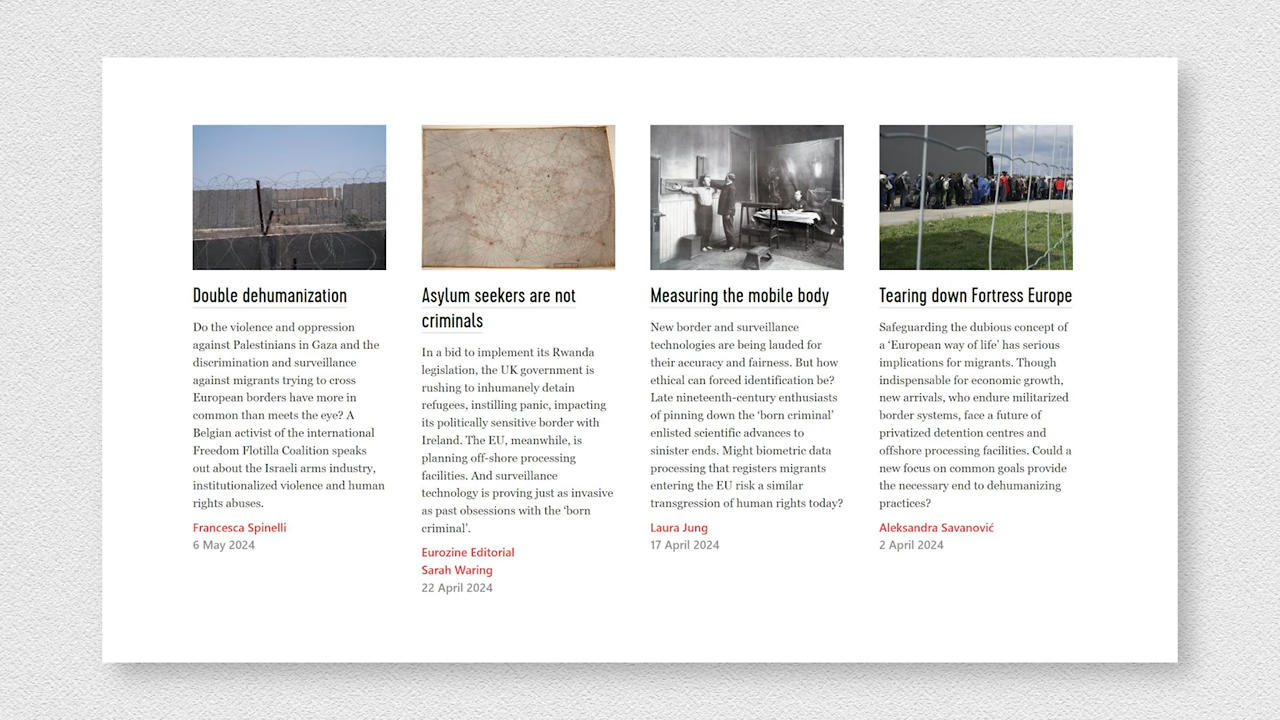 Double dehumanization
Do the violence and oppression
against Palestinians in Gaza and the
discrimination and surveillance
against migrants trying to cross
European borders have more in
common than meets the eye? A
Belgian activist of the international
Freedom Flotilla Coalition speaks
out about the Israeli arms industry,
institutionalized violence and human
rights abuses.
Francesca Spinelli
6 May 2024
Asylum seekers are not
criminals
In a bid to implement its Rwanda
legislation, the UK government is
rushing to inhumanely detain
refugees, instilling panic, impacting
its politically sensitive border with
Ireland. The EU, meanwhile, is
planning off-shore processing
facilities. And surveillance
technology is proving just as invasive
as past obsessions with the ‘born
criminal’.
Eurozine Editorial
Sarah Waring
22 April 2024
Measuring the mobile body
New border and surveillance
technologies are being lauded for
their accuracy and fairness. But how
ethical can forced identification be?
Late nineteenth-century enthusiasts
of pinning down the ‘born criminal’
enlisted scientific advances to
sinister ends. Might biometric data
processing that registers migrants
entering the EU risk a similar
transgression of human rights today?
Laura Jung
17 April 2024
Tearing down Fortress Europe
Safeguarding the dubious concept of
a ‘European way of life’ has serious
implications for migrants. Though
indispensable for economic growth,
new arrivals, who endure militarized
border systems, face a future of
privatized detention centres and
offshore processing facilities. Could a
new focus on common goals provide
the necessary end to dehumanizing
practices?
Aleksandra Savanović
2 April 2024